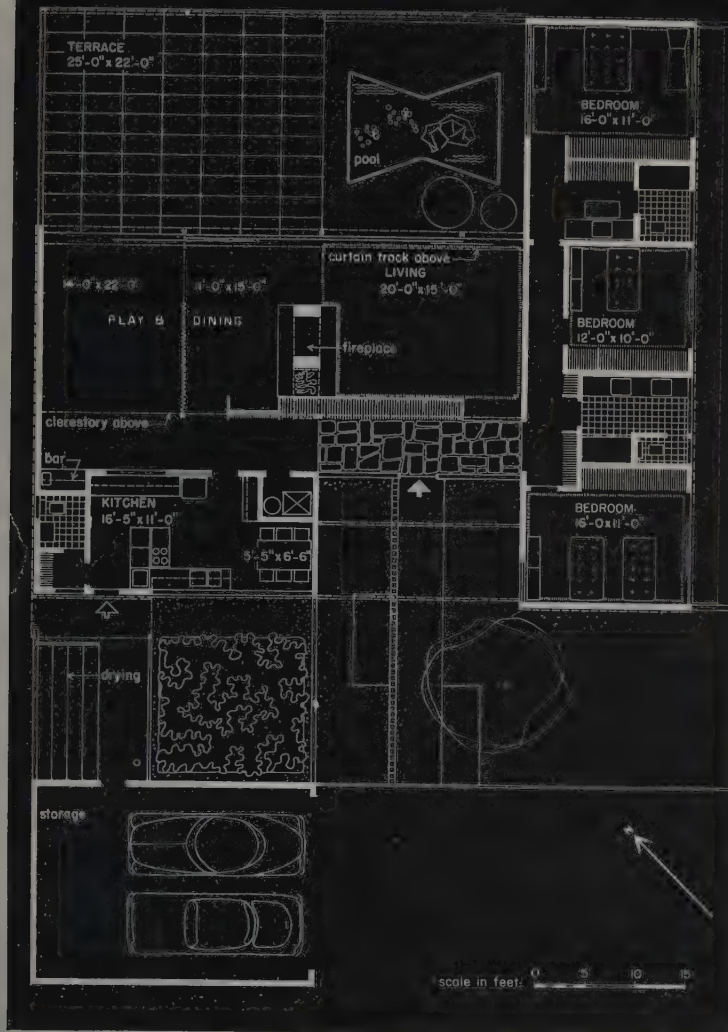 TERRACE
25'-0" x 22'-0"
BEDROOM
16'-0" x 11'-0"
pool
curtain track above
LIVING
20'-0" x 15'-0"
PLAY & DINING
fireplace
BEDROOM
12'-0" x 10'-0"
clerestory above
bar
KITCHEN
16'-5" x 11'-0"
5'-5" x 6'-6"
BEDROOM
16'-0 x 11'-0"
drying
storage
scale in feet: 0 5 10 15